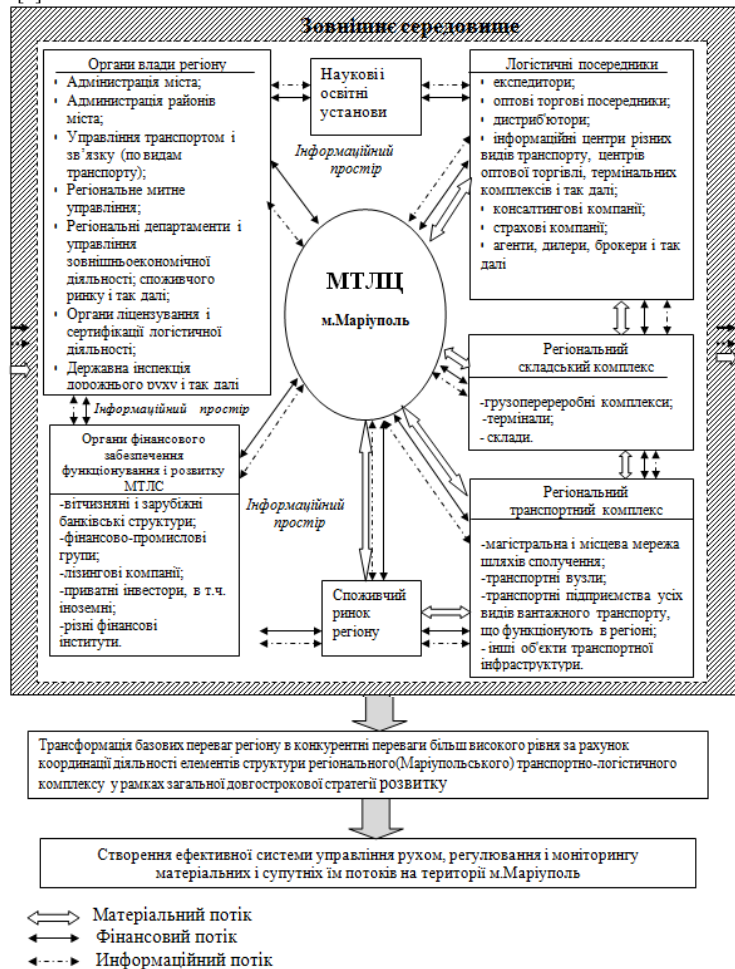 Зовнішнє середовище
Органи влади регіону
Адміністрація міста;
Адміністрація районів
міста;
Управління транспортом і
зв’язку (по видам
транспорту);
Регіональне митне
управління;
Регіональні департаменти і
управління
зовнішньоекономічної
діяльності; споживчого
ринку і так далі;
Органи ліцензування і
сертифікації логістичної
діяльності;
Державна інспекція
дорожнього руху і так далі
Наукові і
освітні
установи
Логістичні посередники
експедитори;
оптові торгові посередники;
дистриб'ютори;
інформаційні центри різних
видів транспорту, центрів
оптової торгівлі, термінальних
комплексів і так далі;
консалтингові компанії;
страхові компанії;
агенти, дилери, брокери і так
далі
Інформаційний
простір
МТЛЦ
м.Маріуполь
Регіональний
складський комплекс
-грузоперереробні комплекси;
-термінали;
- склади.
Інформаційний простір
Органи фінансового
забезпечення
функціонування і розвитку
МТЛС
-вітчизняні і зарубіжні
банківські структури;
-фінансово-промислові
групи;
-лізингові компанії;
-приватні інвестори, в т.ч.
іноземні;
-різні фінансові
інститути.
Інформаційний
простір
Споживчий
ринок
регіону
Регіональний
транспортний комплекс
-магістральна і місцева мережа
шляхів сполучення;
-транспортні вузли;
-транспортні підприємства усіх
видів вантажного транспорту,
що функціонують в регіоні;
- інші об'єкти транспортної
інфраструктури.
Трансформація базових переваг регіону в конкурентні переваги більш високого рівня за рахунок
координації діяльності елементів структури регіонального(Маріупольського) транспортно-логістичного
комплексу у рамках загальної довгострокової стратегії розвитку
Створення ефективної системи управління рухом, регулювання і моніторингу
матеріальних і супутніх їм потоків на території м.Маріуполь
Матеріальний потік
Фінансовий потік
Информаційний потік